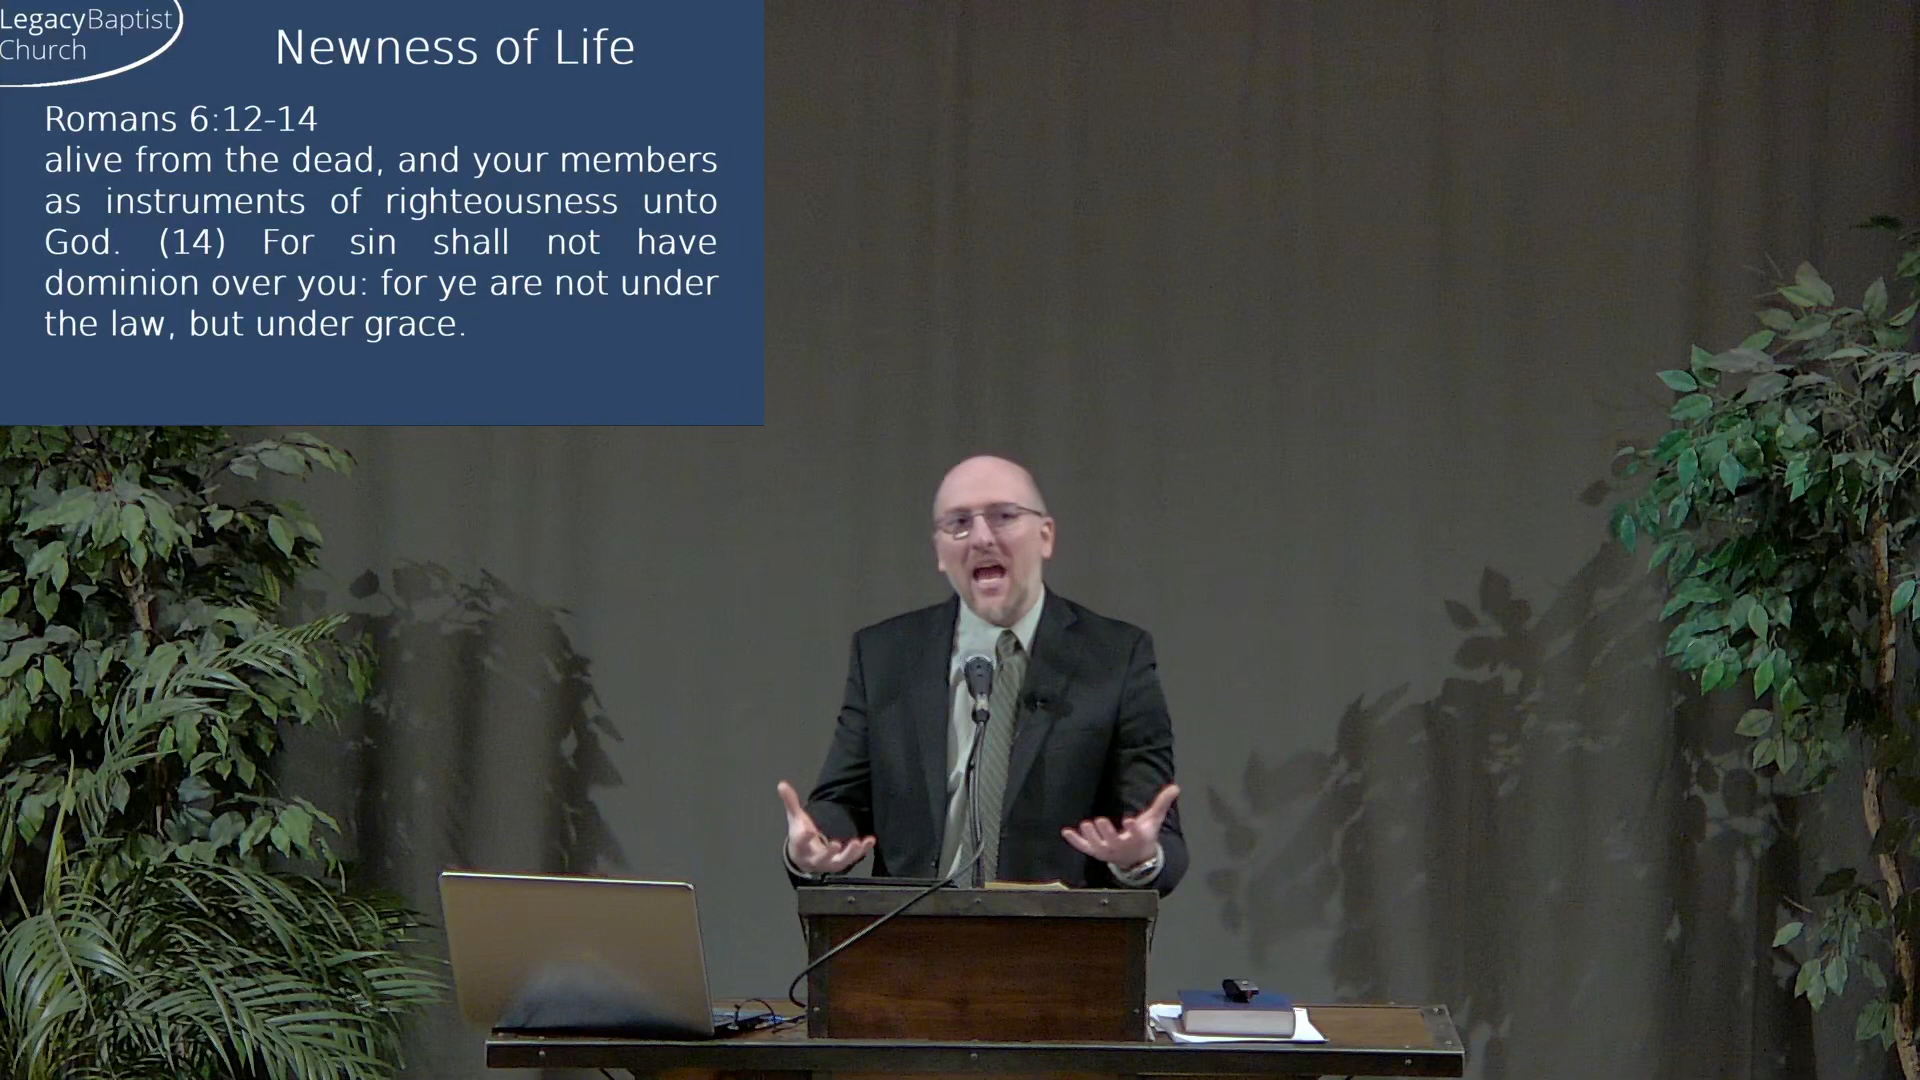 LegacyBaptist
Church
Newness of Life
Romans 6:12-14
alive from the dead, and your members
as instruments of righteousness unto
God. (14) For sin shall not have
dominion over you: for ye are not under
the law, but under grace.